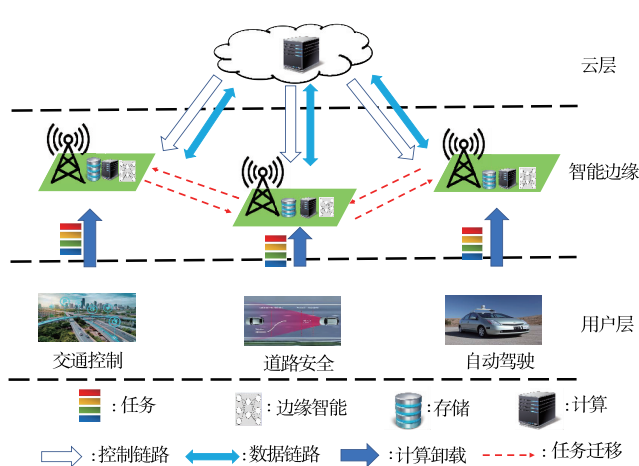 云层
智能边缘
用户层
交通控制
道路安全
自动驾驶
:任务
:边缘智能
:存储
:计算
:控制链路
:数据链路
:计算卸载
:任务迁移